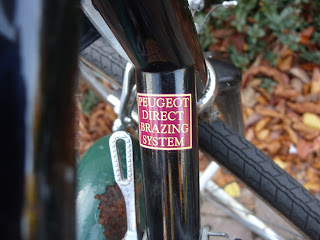 PEUGEOT
DIRECT
BRAZING
SYSTEM